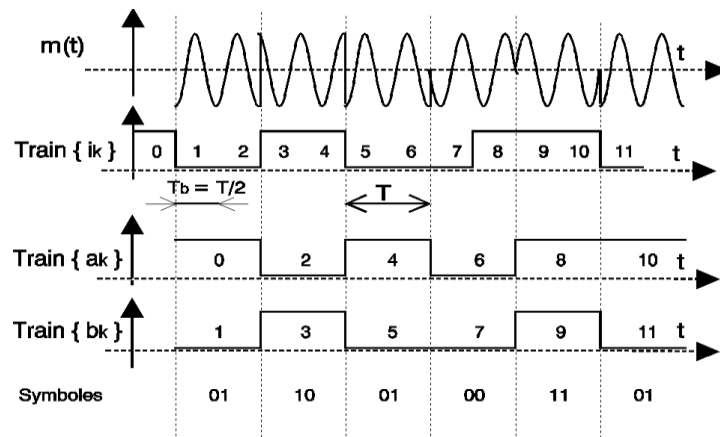 m(t) t
Train { ik } 0 1 2 3 4 5 6 7 8 9 10 11 t
Tb = T/2 T
Train { ak } 0 2 4 6 8 10 t
Train { bk } 1 3 5 7 9 11 t
Symboles 01 10 01 00 11 01